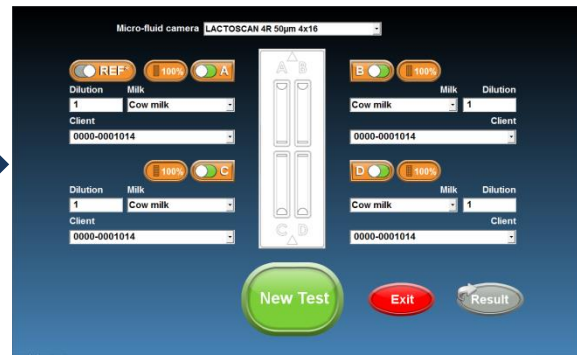 Micro-fluid camera LACTOSCAN 4R 50µm 4x16
REF* 100% A
Dilution Milk
1 Cow milk
Client
0000-0001014
A B
B 100%
Milk Dilution
Cow milk 1
Client
0000-0001014
100% C
Dilution Milk
1 Cow milk
Client
0000-0001014
C D
D 100%
Milk Dilution
Cow milk 1
Client
0000-0001014
New Test Exit Result